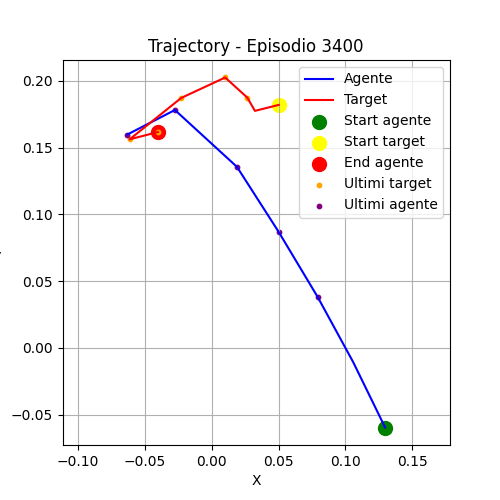 Trajectory - Episodio 3400
Agente
Target
Start agente
Start target
End agente
Ultimi target
Ultimi agente
0.20
0.15
0.10
0.05
0.00
−0.05
−0.10
−0.05
0.00
0.05
0.10
0.15
X